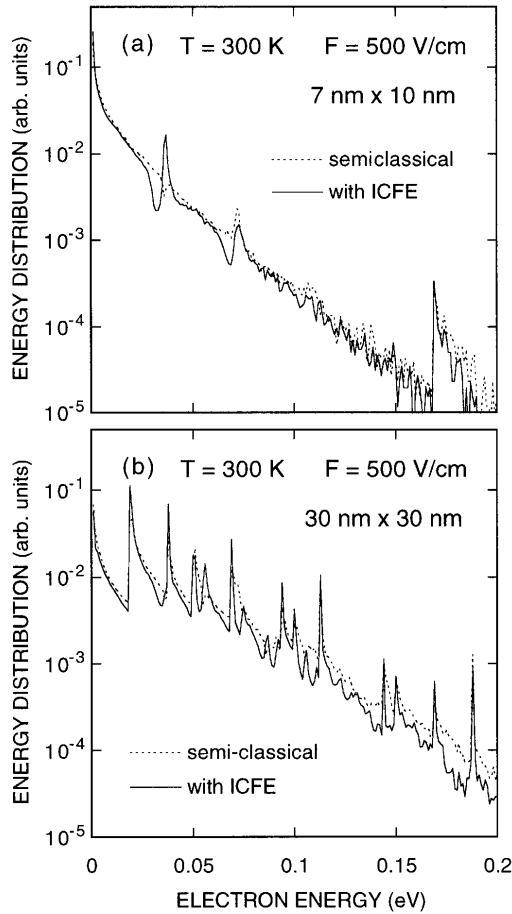 (a) T = 300 K F = 500 V/cm
7 nm x 10 nm
semiclassical
with ICFE
ENERGY DISTRIBUTION (arb. units)
10⁻¹
10⁻²
10⁻³
10⁻⁴
10⁻⁵
(b) T = 300 K F = 500 V/cm
30 nm x 30 nm
semi-classical
with ICFE
ENERGY DISTRIBUTION (arb. units)
10⁻¹
10⁻²
10⁻³
10⁻⁴
10⁻⁵
0 0.05 0.1 0.15 0.2
ELECTRON ENERGY (eV)